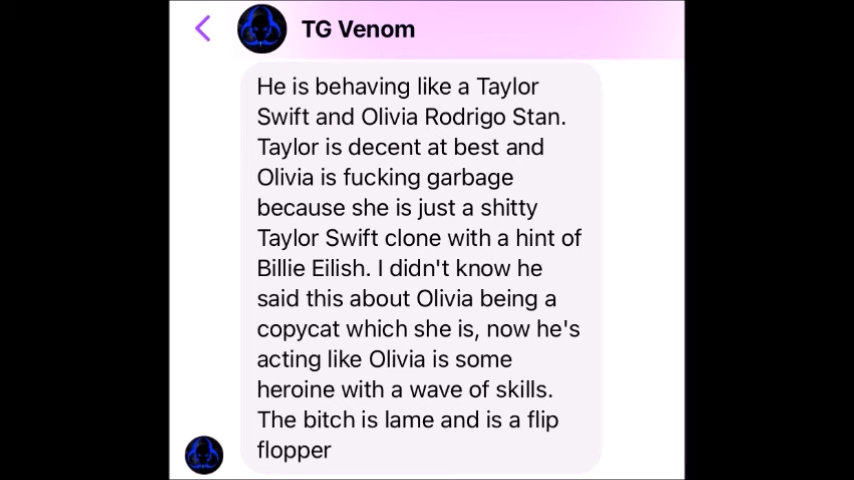 TG Venom
He is behaving like a Taylor
Swift and Olivia Rodrigo Stan.
Taylor is decent at best and
Olivia is fucking garbage
because she is just a shitty
Taylor Swift clone with a hint of
Billie Eilish. I didn't know he
said this about Olivia being a
copycat which she is, now he's
acting like Olivia is some
heroine with a wave of skills.
The bitch is lame and is a flip
flopper